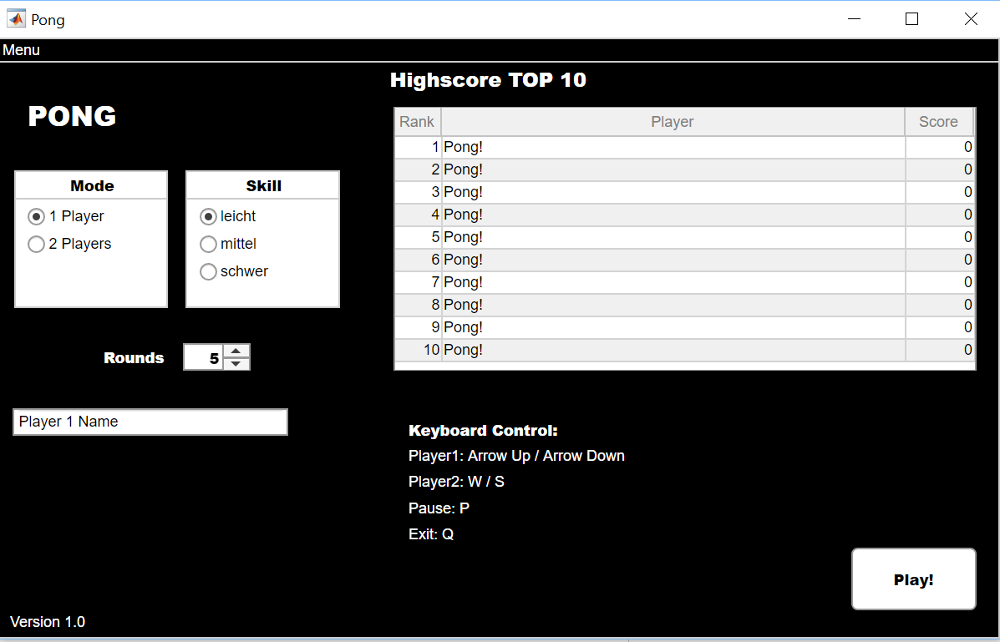 Pong
Menu
PONG
Mode
1 Player
2 Players
Skill
leicht
mittel
schwer
Rounds 5
Player 1 Name
Highscore TOP 10
Rank Player Score
1 Pong! 0
2 Pong! 0
3 Pong! 0
4 Pong! 0
5 Pong! 0
6 Pong! 0
7 Pong! 0
8 Pong! 0
9 Pong! 0
10 Pong! 0
Keyboard Control:
Player1: Arrow Up / Arrow Down
Player2: W / S
Pause: P
Exit: Q
Play!
Version 1.0